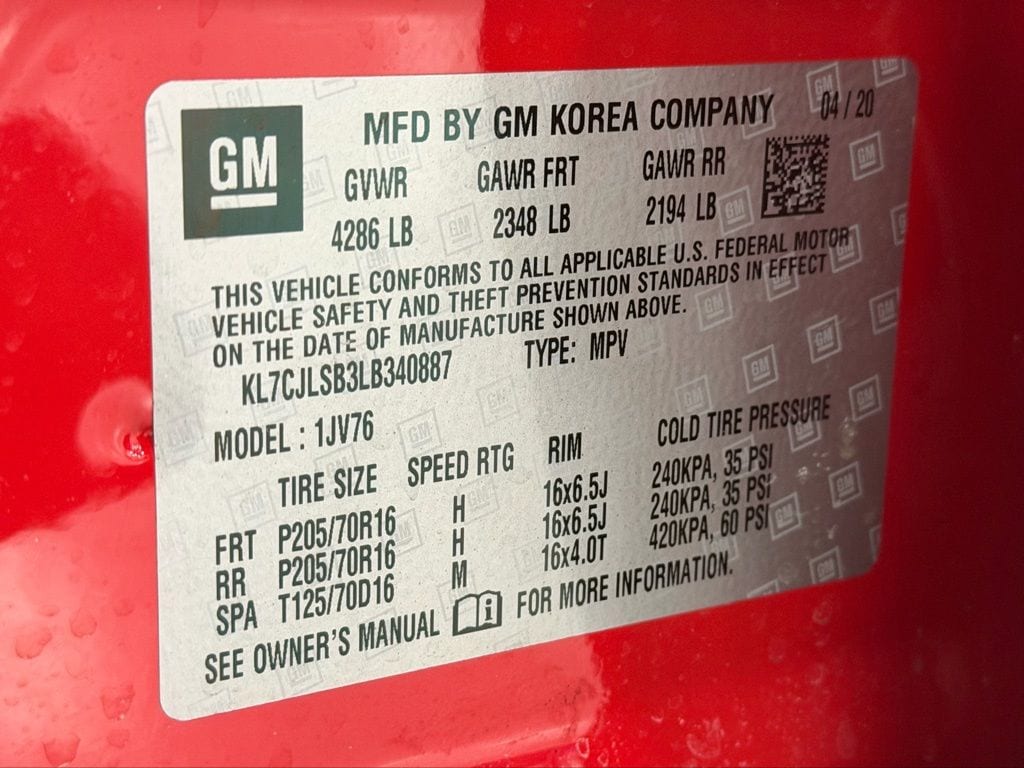 GM
MFD BY GM KOREA COMPANY 04/20
GVWR GAWR FRT GAWR RR
4286 LB 2348 LB 2194 LB
THIS VEHICLE CONFORMS TO ALL APPLICABLE U.S. FEDERAL MOTOR
VEHICLE SAFETY AND THEFT PREVENTION STANDARDS IN EFFECT
ON THE DATE OF MANUFACTURE SHOWN ABOVE.
KL7CJLSB3LB340887 TYPE: MPV
MODEL : 1JV76
TIRE SIZE SPEED RTG RIM COLD TIRE PRESSURE
FRT P205/70R16 H 16x6.5J 240KPA, 35 PSI
RR P205/70R16 H 16x6.5J 240KPA, 35 PSI
SPA T125/70D16 M 16x4.0T 420KPA, 60 PSI
SEE OWNER'S MANUAL i FOR MORE INFORMATION.